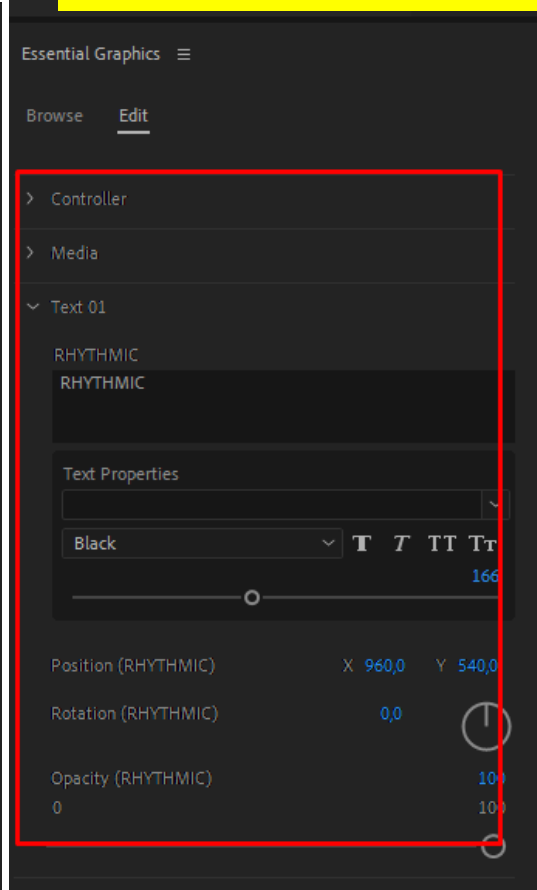 Essential Graphics
Browse Edit
Controller
Media
Text 01
RHYTHMIC
RHYTHMIC
Text Properties
Black T T TT Tт
166
Position (RHYTHMIC) X 960,0 Y 540,0
Rotation (RHYTHMIC) 0,0
Opacity (RHYTHMIC) 100
0 100